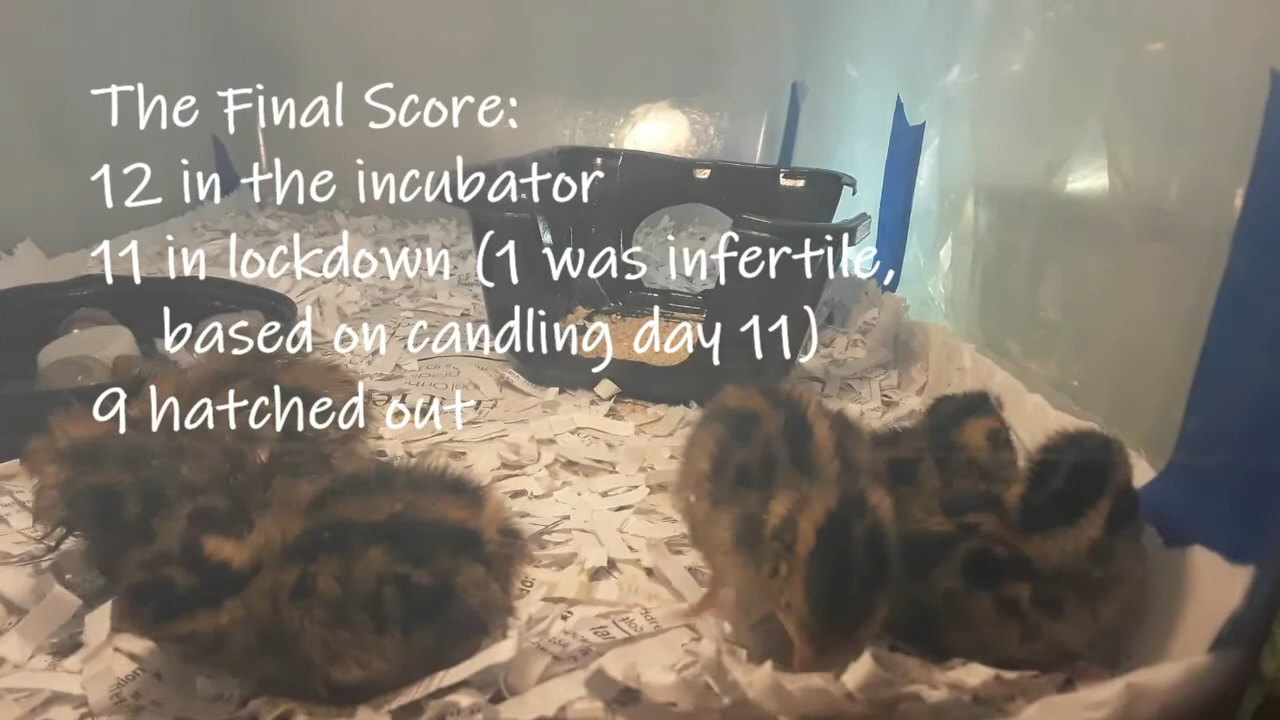 The Final Score:
12 in the incubator
11 in lockdown (1 was infertile,
based on candling day 11)
9 hatched out